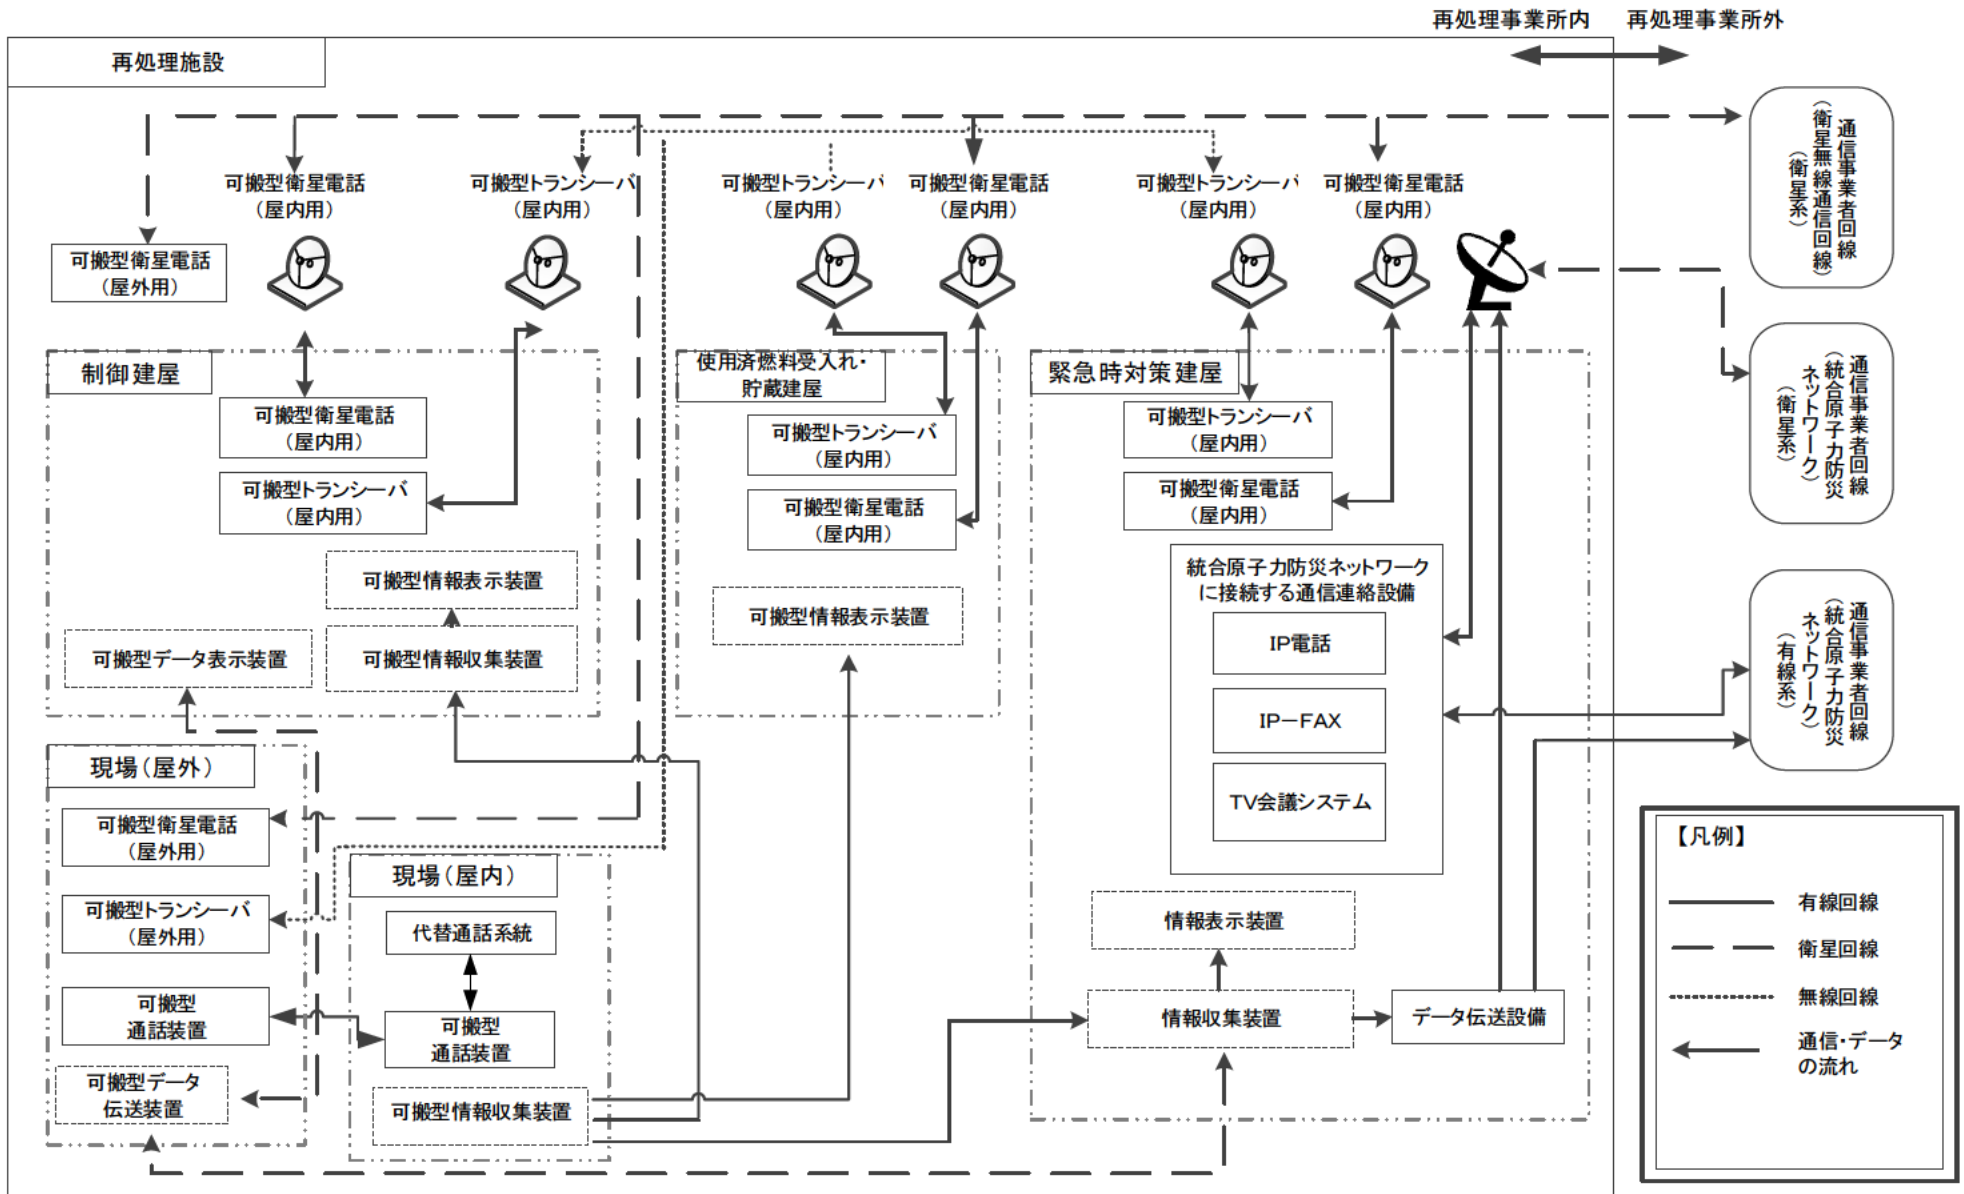 再処理事業所内
再処理事業所外
再処理施設
可搬型衛星電話
（屋内用）
可搬型トランシーバ
（屋内用）
可搬型トランシーバ
（屋内用）
可搬型衛星電話
（屋内用）
可搬型トランシーバ
（屋内用）
可搬型衛星電話
（屋内用）
可搬型衛星電話
（屋外用）
通信事業者回線
（衛星無線通信回線）
（衛星系）
制御建屋
可搬型衛星電話
（屋内用）
可搬型トランシーバ
（屋内用）
可搬型情報表示装置
可搬型データ表示装置
可搬型情報収集装置
使用済燃料受入れ・
貯蔵建屋
可搬型トランシーバ
（屋内用）
可搬型衛星電話
（屋内用）
可搬型情報表示装置
緊急時対策建屋
可搬型トランシーバ
（屋内用）
可搬型衛星電話
（屋内用）
統合原子力防災ネットワーク
に接続する通信連絡設備
IP電話
IP－FAX
TV会議システム
情報表示装置
情報収集装置
データ伝送設備
通信事業者回線
（統合原子力防災
ネットワーク）
（衛星系）
通信事業者回線
（統合原子力防災
ネットワーク）
（有線系）
現場（屋外）
可搬型衛星電話
（屋外用）
可搬型トランシーバ
（屋外用）
可搬型
通話装置
可搬型データ
伝送装置
現場（屋内）
代替通話系統
可搬型
通話装置
可搬型情報収集装置
【凡例】
有線回線
衛星回線
無線回線
通信・データ
の流れ